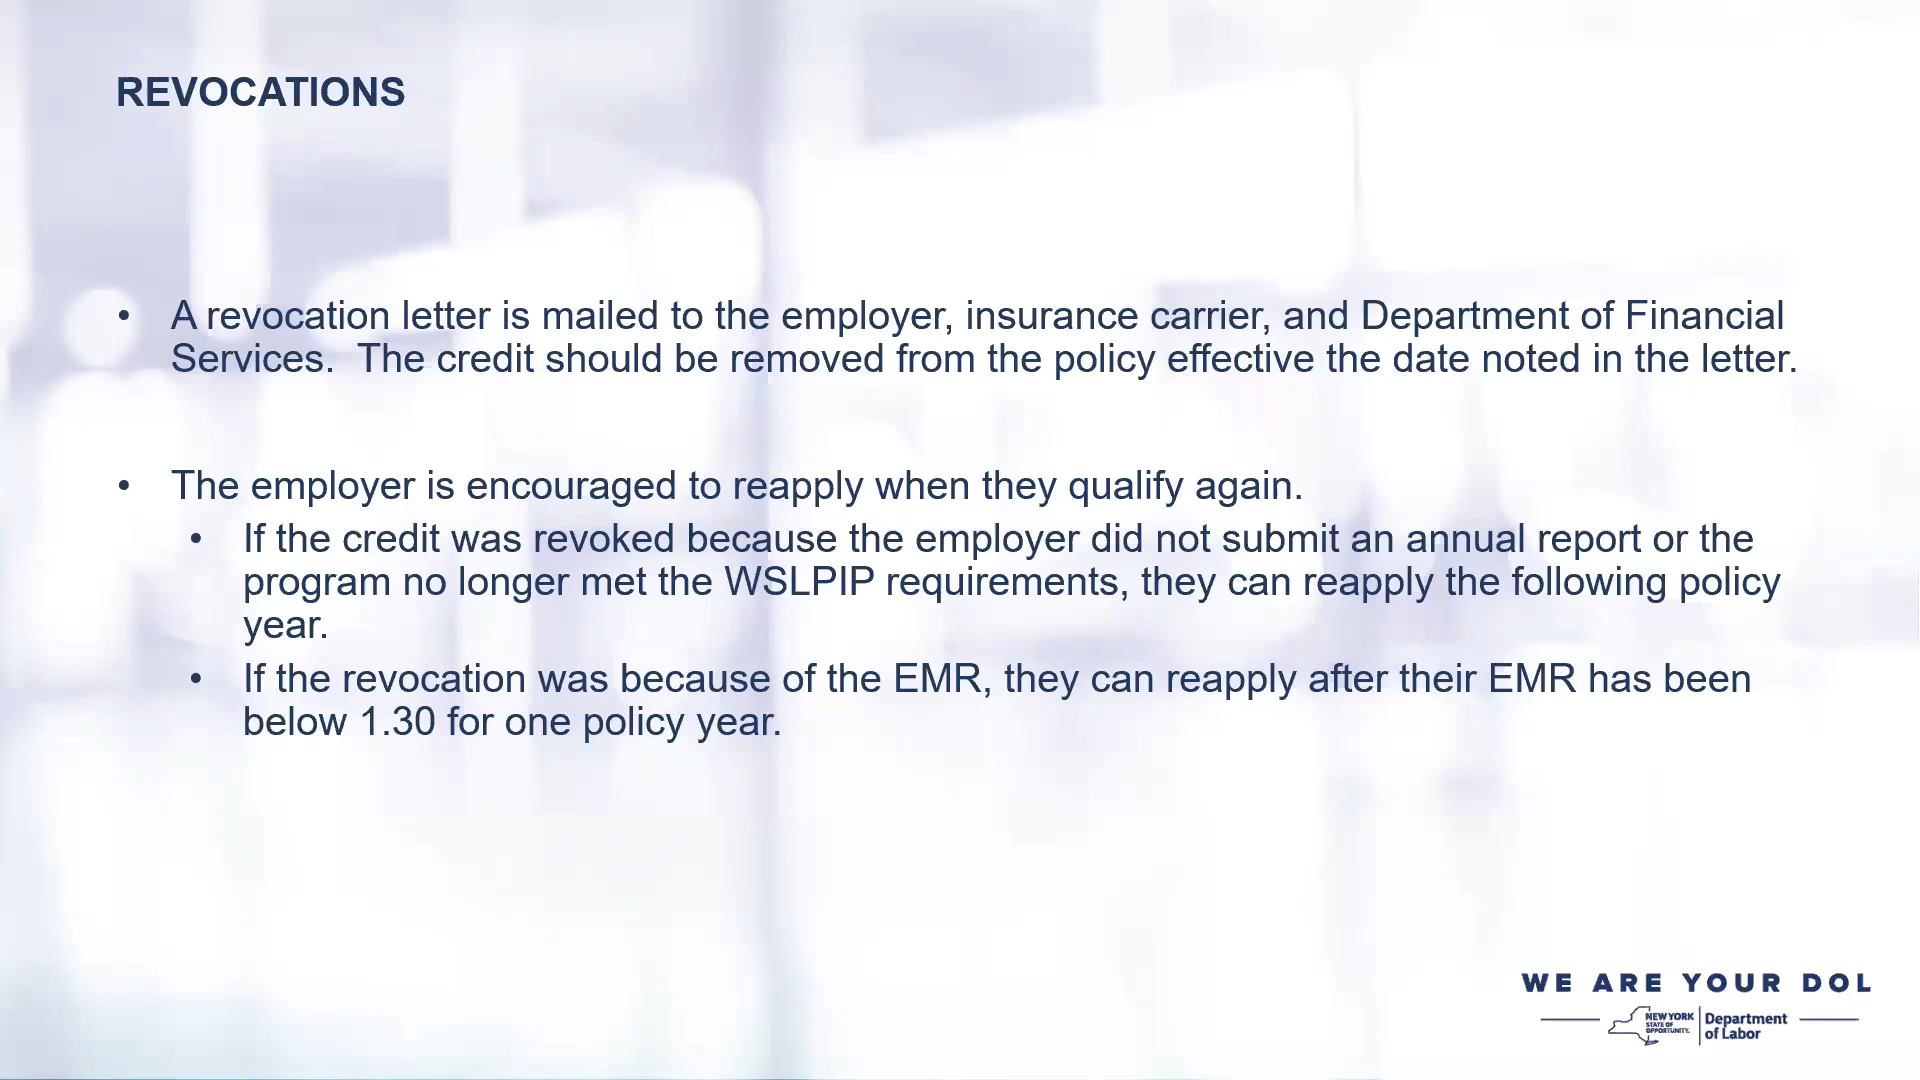 REVOCATIONS
• A revocation letter is mailed to the employer, insurance carrier, and Department of Financial
Services.  The credit should be removed from the policy effective the date noted in the letter.
• The employer is encouraged to reapply when they qualify again.
• If the credit was revoked because the employer did not submit an annual report or the
program no longer met the WSLPIP requirements, they can reapply the following policy
year.
• If the revocation was because of the EMR, they can reapply after their EMR has been
below 1.30 for one policy year.
WE ARE YOUR DOL
NEW YORK
STATE OF
OPPORTUNITY.
Department
of Labor